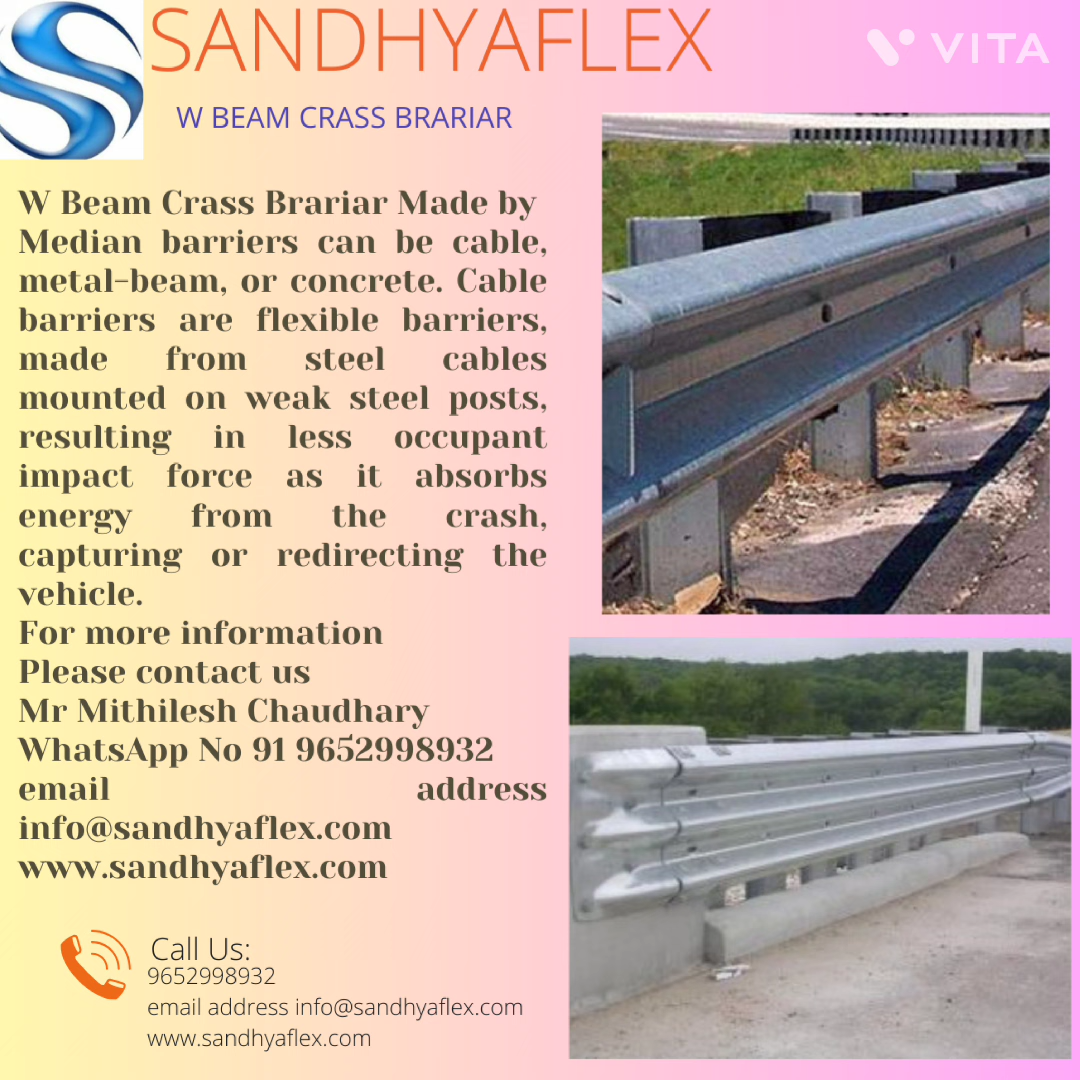 SANDHYAFLEX
VITA
W BEAM CRASS BRARIAR
W Beam Crass Brariar Made by
Median barriers can be cable,
metal-beam, or concrete. Cable
barriers are flexible barriers,
made from steel cables
mounted on weak steel posts,
resulting in less occupant
impact force as it absorbs
energy from the crash,
capturing or redirecting the
vehicle.
For more information
Please contact us
Mr Mithilesh Chaudhary
WhatsApp No 91 9652998932
email address
info@sandhyaflex.com
www.sandhyaflex.com
Call Us:
9652998932
email address info@sandhyaflex.com
www.sandhyaflex.com